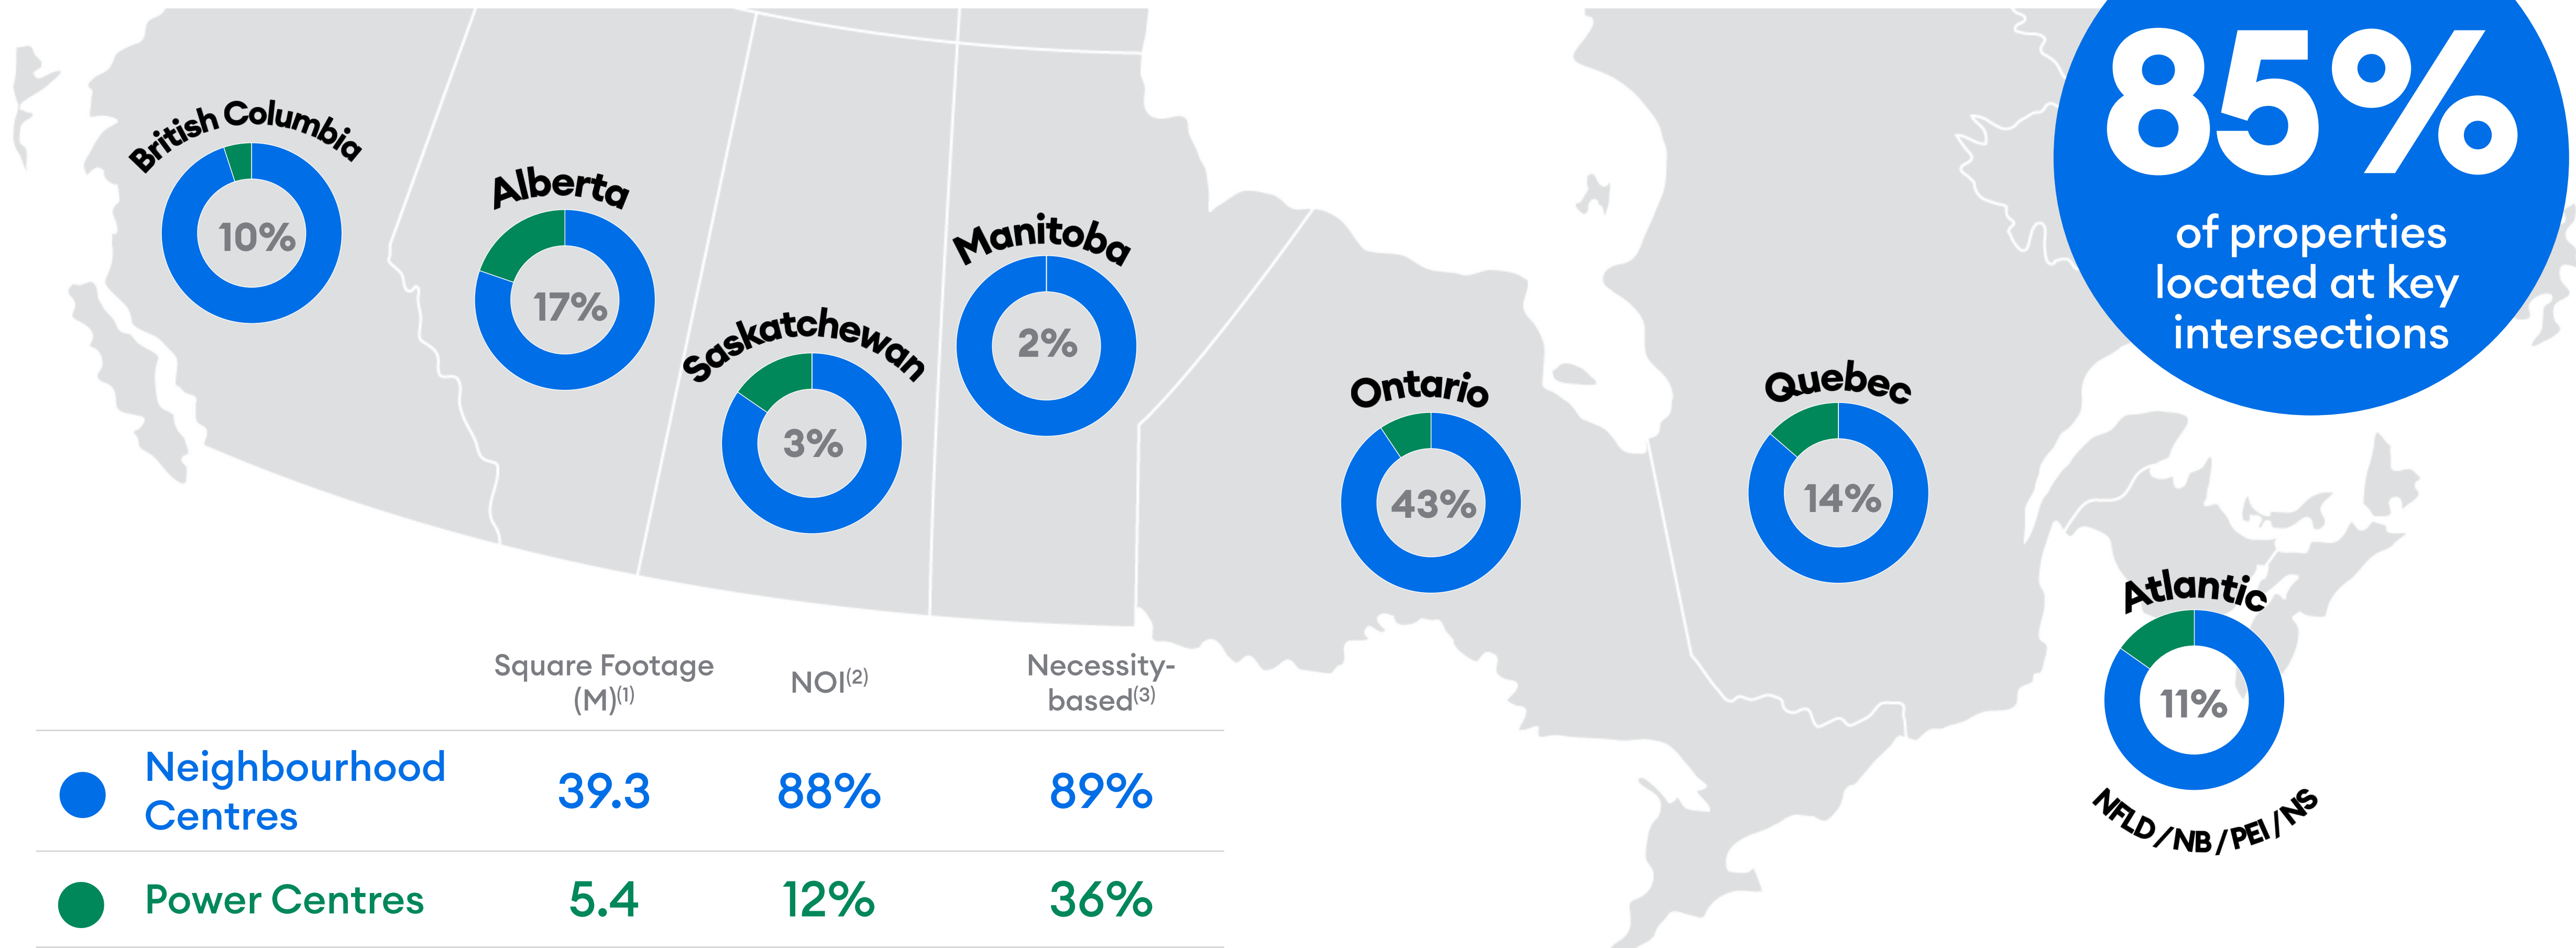 85%
of properties
located at key
intersections
British Columbia
10%
Alberta
17%
Saskatchewan
3%
Manitoba
2%
Ontario
43%
Quebec
14%
Atlantic
11%
NFLD / NB / PEI / NS
Square Footage
(M)(1)
NOI(2)
Necessity-
based(3)
Neighbourhood
Centres
39.3
88%
89%
Power Centres
5.4
12%
36%